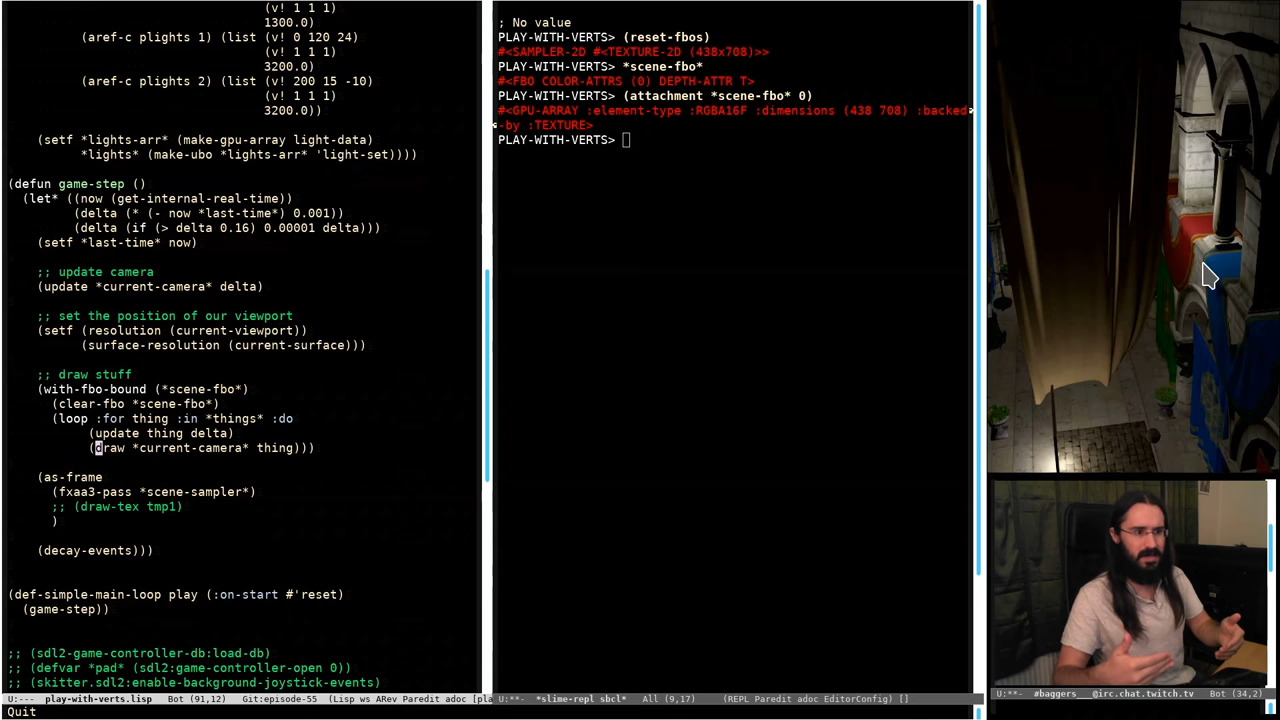 (v! 1 1 1)
1300.0)
(aref-c plights 1) (list (v! 0 120 24)
(v! 1 1 1)
3200.0)
(aref-c plights 2) (list (v! 200 15 -10)
(v! 1 1 1)
3200.0))
(setf *lights-arr* (make-gpu-array light-data)
*lights* (make-ubo *lights-arr* 'light-set))))
(defun game-step ()
(let* ((now (get-internal-real-time))
(delta (* (- now *last-time*) 0.001))
(delta (if (> delta 0.16) 0.00001 delta)))
(setf *last-time* now)
;; update camera
(update *current-camera* delta)
;; set the position of our viewport
(setf (resolution (current-viewport))
(surface-resolution (current-surface)))
;; draw stuff
(with-fbo-bound (*scene-fbo*)
(clear-fbo *scene-fbo*)
(loop :for thing :in *things* :do
(update thing delta)
(draw *current-camera* thing)))
(as-frame
(fxaa3-pass *scene-sampler*)
;; (draw-tex tmp1)
)
(decay-events)))
(def-simple-main-loop play (:on-start #'reset)
(game-step))
;; (sdl2-game-controller-db:load-db)
;; (defvar *pad* (sdl2:game-controller-open 0))
;; (skitter.sdl2:enable-background-joystick-events)
U:--- play-with-verts.lisp Bot (91,12) Git:episode-55 (Lisp ws ARev Paredit adoc [pla
Quit
; No value
PLAY-WITH-VERTS> (reset-fbos)
#<SAMPLER-2D #<TEXTURE-2D (438x708)>>
PLAY-WITH-VERTS> *scene-fbo*
#<FBO COLOR-ATTRS (0) DEPTH-ATTR T>
PLAY-WITH-VERTS> (attachment *scene-fbo* 0)
#<GPU-ARRAY :element-type :RGBA16F :dimensions (438 708) :backed
-by :TEXTURE>
PLAY-WITH-VERTS>
U:**- *slime-repl sbcl* All (9,17) (REPL Paredit adoc EditorConfig) []
U:**- #baggers___@irc.chat.twitch.tv Bot (34,2)